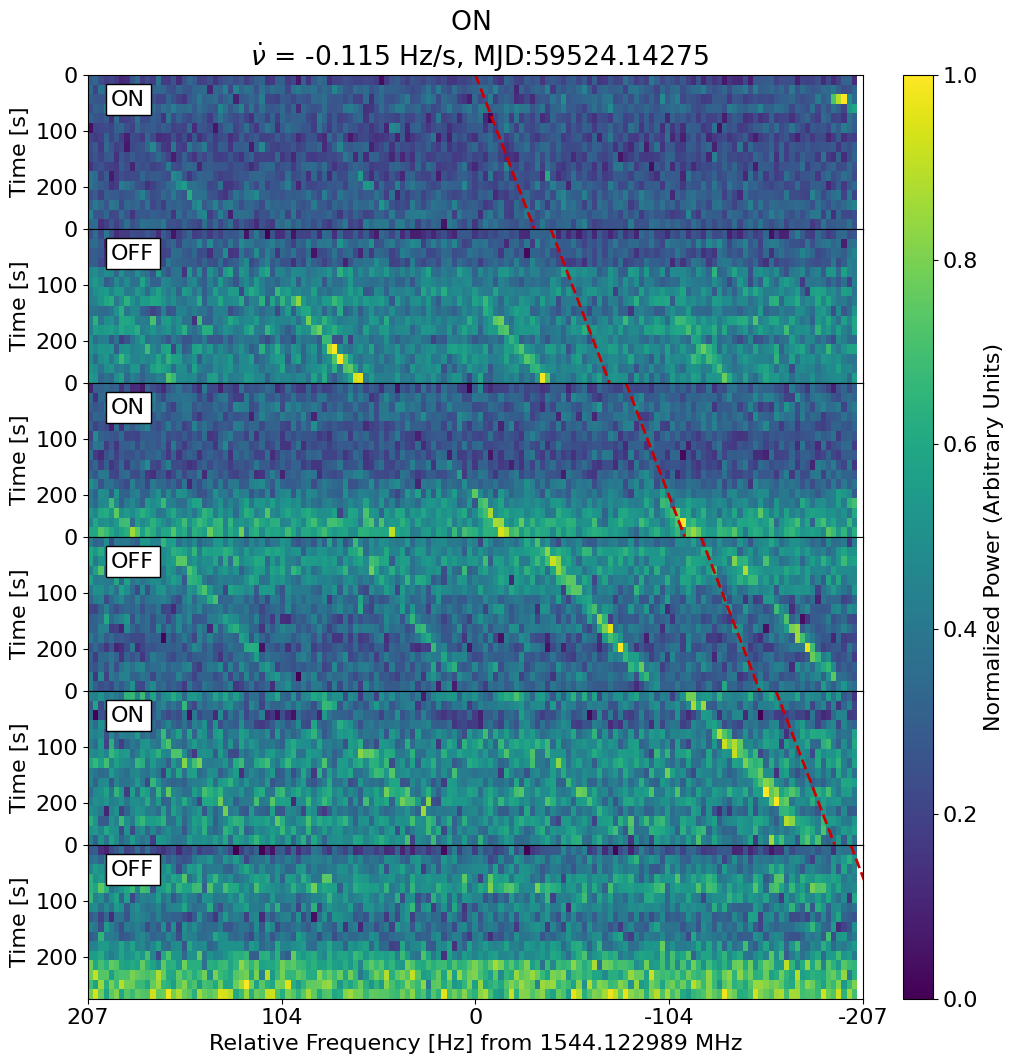 ON
ν̇ = -0.115 Hz/s, MJD:59524.14275
0
100
200
Time [s]
ON
0
100
200
Time [s]
OFF
0
100
200
Time [s]
ON
0
100
200
Time [s]
OFF
0
100
200
Time [s]
ON
0
100
200
Time [s]
OFF
207 104 0 -104 -207
Relative Frequency [Hz] from 1544.122989 MHz
1.0
0.8
0.6
0.4
0.2
0.0
Normalized Power (Arbitrary Units)